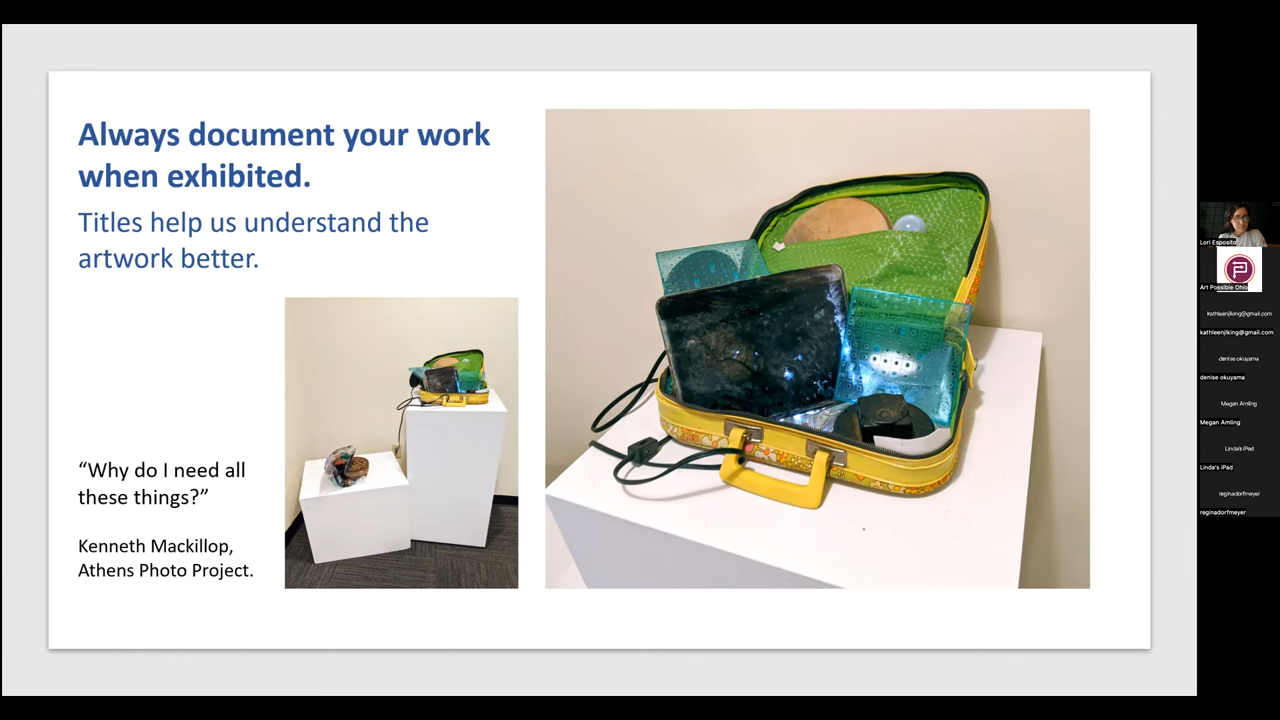 Always document your work
when exhibited.
Titles help us understand the
artwork better.
“Why do I need all
these things?”
Kenneth Mackillop,
Athens Photo Project.
Lori Esposito
Art Possible Ohio
kathleenjlking@gmail.com
kathleenjlking@gmail.com
denise okuyama
denise okuyama
Megan Amling
Megan Amling
Linda's iPad
Linda's iPad
reginadorfmeyer
reginadorfmeyer